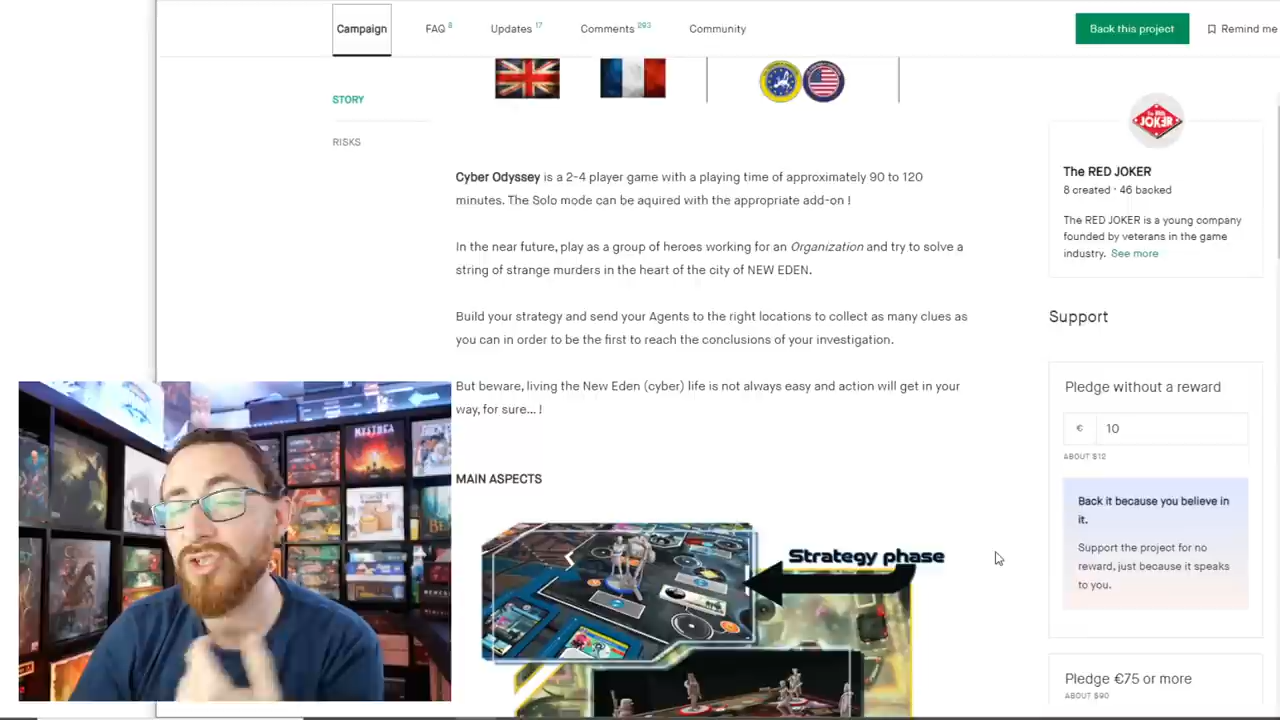 Campaign
FAQ 8
Updates 17
Comments 293
Community
Back this project
Remind me
STORY
RISKS
JOKER
The RED JOKER
8 created · 46 backed
The RED JOKER is a young company
founded by veterans in the game
industry. See more
Cyber Odyssey is a 2-4 player game with a playing time of approximately 90 to 120
minutes. The Solo mode can be aquired with the appropriate add-on !
In the near future, play as a group of heroes working for an Organization and try to solve a
string of strange murders in the heart of the city of NEW EDEN.
Build your strategy and send your Agents to the right locations to collect as many clues as
you can in order to be the first to reach the conclusions of your investigation.
But beware, living the New Eden (cyber) life is not always easy and action will get in your
way, for sure... !
MAIN ASPECTS
Strategy phase
Support
Pledge without a reward
€ 10
ABOUT $12
Back it because you believe in
it.
Support the project for no
reward, just because it speaks
to you.
Pledge €75 or more
ABOUT $90
MYSTHEA